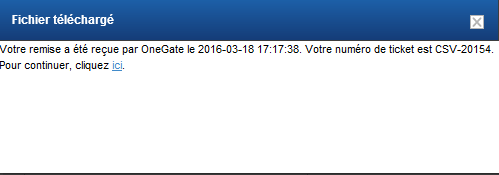 Fichier téléchargé
Votre remise a été reçue par OneGate le 2016-03-18 17:17:38. Votre numéro de ticket est CSV-20154.
Pour continuer, cliquez ici.